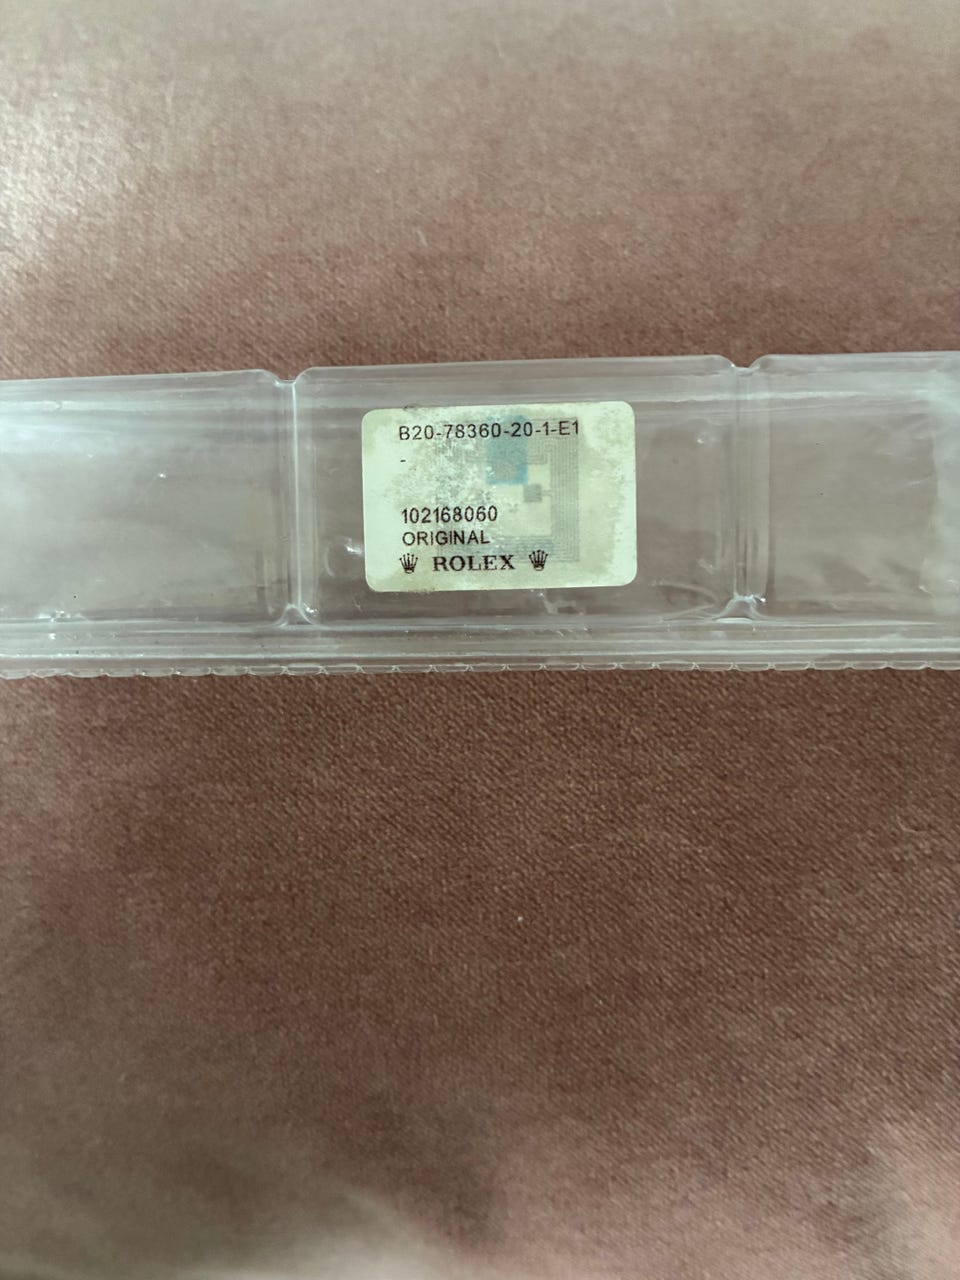 B20-78360-20-1-E1
-
102168060
ORIGINAL
ROLEX